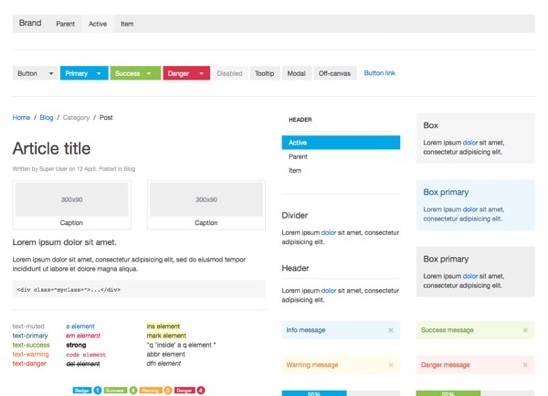 Brand Parent Active Item
Button Primary Success Danger Disabled Tooltip Modal Off-canvas Button link
Home / Blog / Category / Post
Article title
Written by Super User on 12 April. Posted in Blog
300x90
Caption
300x90
Caption
Lorem ipsum dolor sit amet.
Lorem ipsum dolor sit amet, consectetur adipisicing elit, sed do eiusmod tempor
incididunt ut labore et dolore magna aliqua.
<div class="myclass">...</div>
text-muted a element ins element
text-primary em element mark element
text-success strong "q 'inside' a q element "
text-warning code element abbr element
text-danger del element dfn element
Badge 1 Success 4 Warning 3 Danger 4
HEADER
Active
Parent
Item
Divider
Lorem ipsum dolor sit amet, consectetur
adipisicing elit.
Header
Lorem ipsum dolor sit amet, consectetur
adipisicing elit.
Info message ×
Warning message ×
55%
Box
Lorem ipsum dolor sit amet,
consectetur adipisicing elit.
Box primary
Lorem ipsum dolor sit amet,
consectetur adipisicing elit.
Box primary
Lorem ipsum dolor sit amet,
consectetur adipisicing elit.
Success message ×
Danger message ×
55%